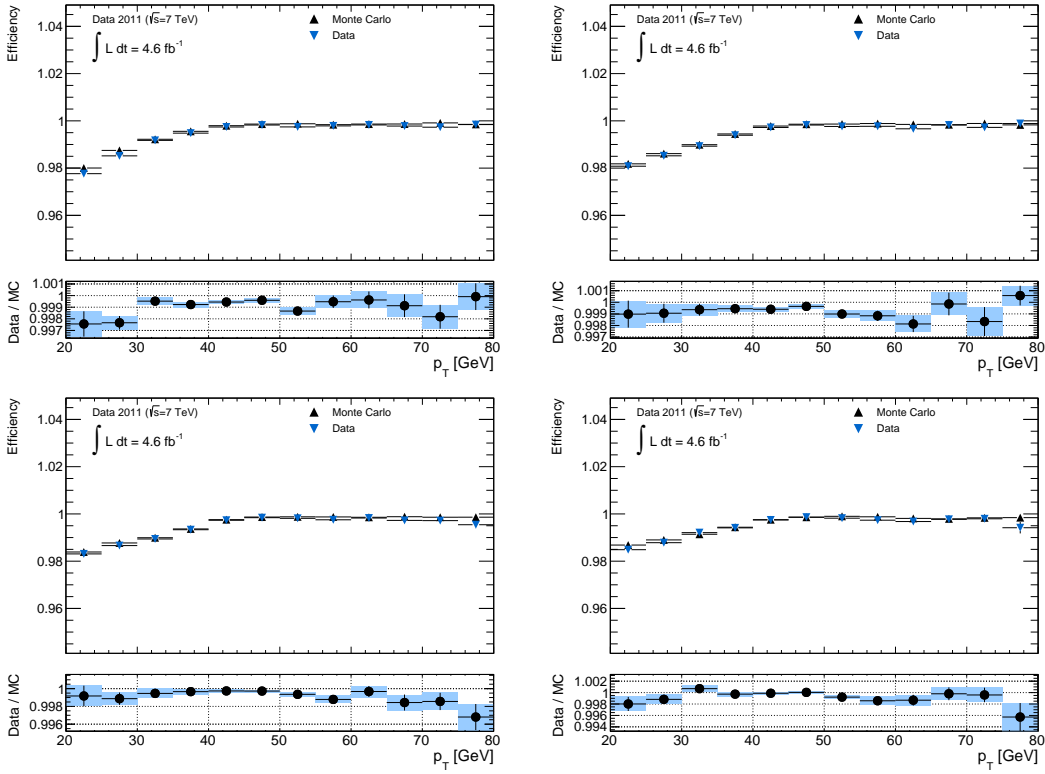 Efficiency
1.04
1.02
1
0.98
0.96
Data 2011 (√s=7 TeV)
∫ L dt = 4.6 fb⁻¹
Monte Carlo
Data
Data / MC
1.001
1
0.999
0.998
0.997
20 30 40 50 60 70 80
p_T [GeV]
Efficiency
1.04
1.02
1
0.98
0.96
Data 2011 (√s=7 TeV)
∫ L dt = 4.6 fb⁻¹
Monte Carlo
Data
Data / MC
1.001
1
0.999
0.998
0.997
20 30 40 50 60 70 80
p_T [GeV]
Efficiency
1.04
1.02
1
0.98
0.96
Data 2011 (√s=7 TeV)
∫ L dt = 4.6 fb⁻¹
Monte Carlo
Data
Data / MC
1
0.998
0.996
20 30 40 50 60 70 80
p_T [GeV]
Efficiency
1.04
1.02
1
0.98
0.96
Data 2011 (√s=7 TeV)
∫ L dt = 4.6 fb⁻¹
Monte Carlo
Data
Data / MC
1.002
1.000
0.998
0.996
0.994
20 30 40 50 60 70 80
p_T [GeV]